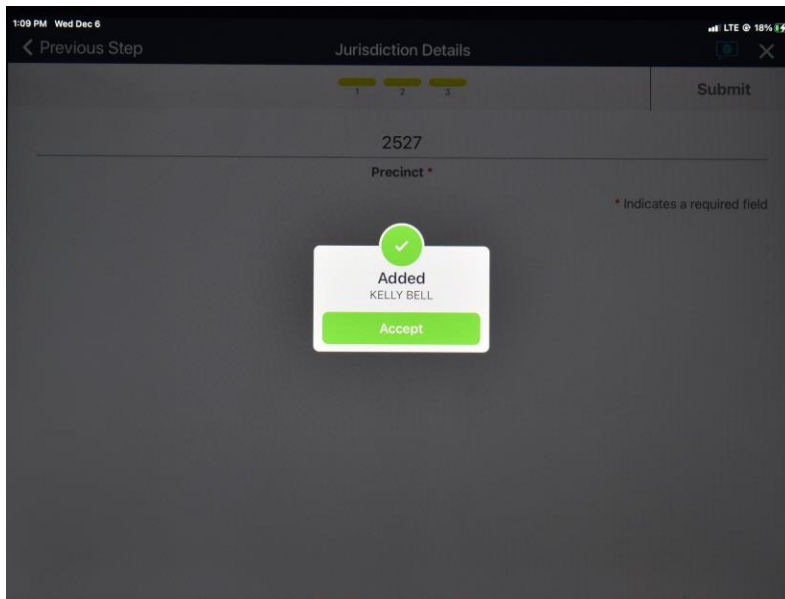 1:09 PM Wed Dec 6
LTE 18%
Previous Step
Jurisdiction Details
1 2 3
Submit
2527
Precinct *
* Indicates a required field
Added
KELLY BELL
Accept